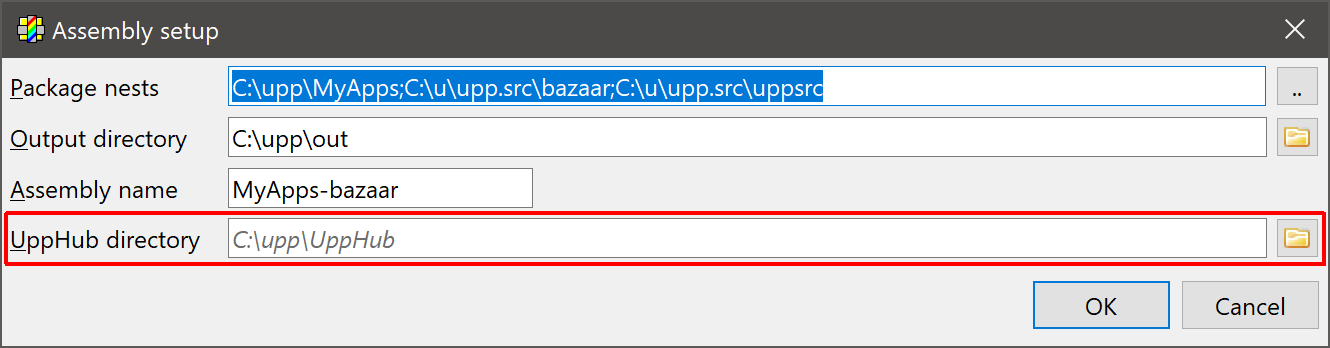 Assembly setup
Package nests C:\upp\MyApps;C:\u\upp.src\bazaar;C:\u\upp.src\uppsrc ..
Output directory C:\upp\out
Assembly name MyApps-bazaar
UppHub directory C:\upp\UppHub
OK Cancel